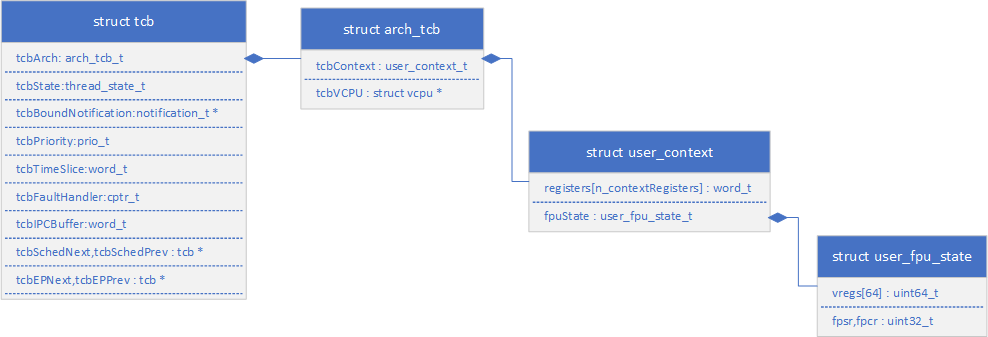 struct tcb
tcbArch: arch_tcb_t
tcbState:thread_state_t
tcbBoundNotification:notification_t *
tcbPriority:prio_t
tcbTimeSlice:word_t
tcbFaultHandler:cptr_t
tcbIPCBuffer:word_t
tcbSchedNext,tcbSchedPrev : tcb *
tcbEPNext,tcbEPPrev : tcb *
struct arch_tcb
tcbContext : user_context_t
tcbVCPU : struct vcpu *
struct user_context
registers[n_contextRegisters] : word_t
fpuState : user_fpu_state_t
struct user_fpu_state
vregs[64] : uint64_t
fpsr,fpcr : uint32_t